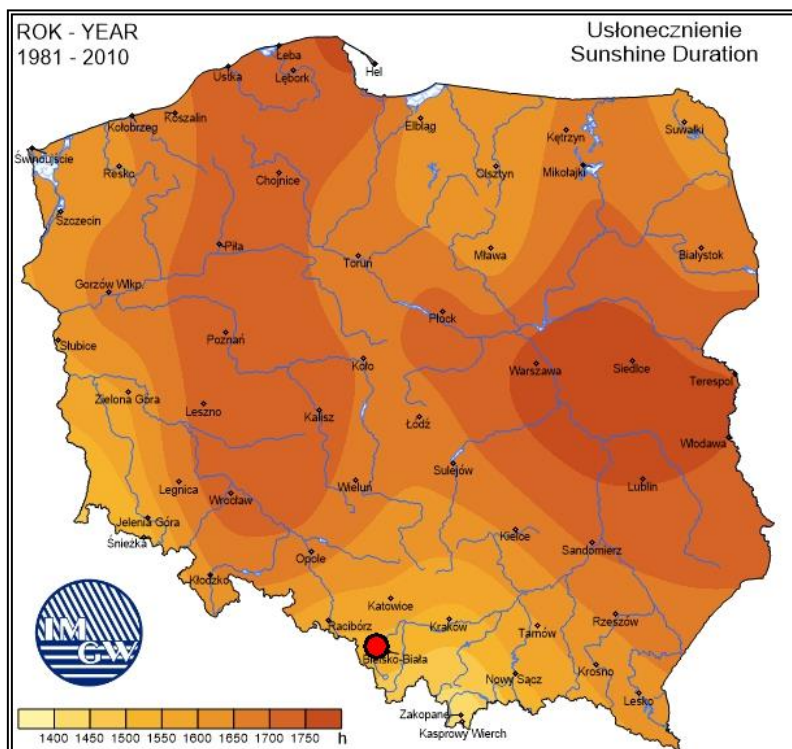 ROK - YEAR
1981 - 2010
Usłonecznienie
Sunshine Duration
Łeba
Hel
Ustka
Lębork
Koszalin
Kołobrzeg
Elbląg
Kętrzyn
Suwałki
Świnoujście
Resko
Chojnice
Olsztyn
Mikołajki
Szczecin
Piła
Toruń
Mława
Białystok
Gorzów Wlkp.
Płock
Słubice
Poznań
Koło
Warszawa
Siedlce
Terespol
Zielona Góra
Leszno
Kalisz
Łódź
Włodawa
Sulejów
Legnica
Wrocław
Wieluń
Lublin
Jelenia Góra
Śnieżka
Kielce
Opole
Sandomierz
Kłodzko
Katowice
Racibórz
Kraków
Tarnów
Rzeszów
Bielsko-Biała
Nowy Sącz
Krosno
Lesko
Zakopane
Kasprowy Wierch
IM
GW
1400 1450 1500 1550 1600 1650 1700 1750 h